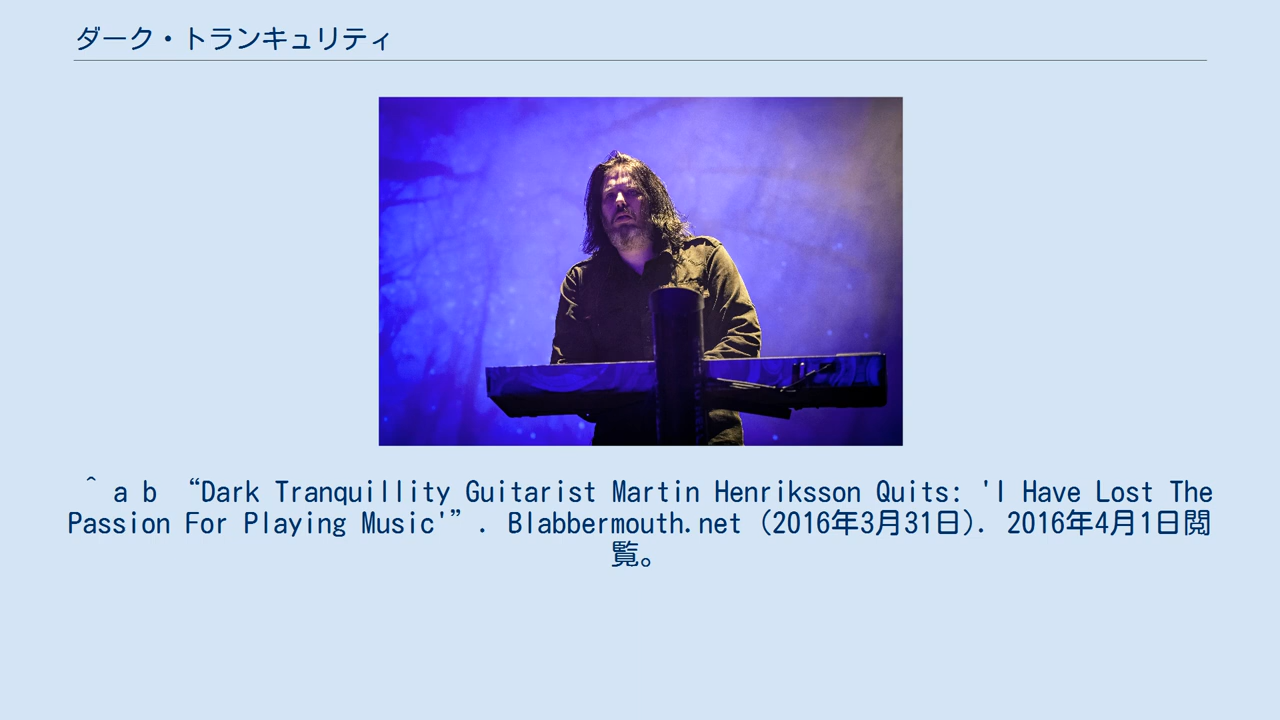 ダーク・トランキュリティ
^ a b “Dark Tranquillity Guitarist Martin Henriksson Quits: 'I Have Lost The
Passion For Playing Music'”. Blabbermouth.net (2016年3月31日). 2016年4月1日閲
覧。